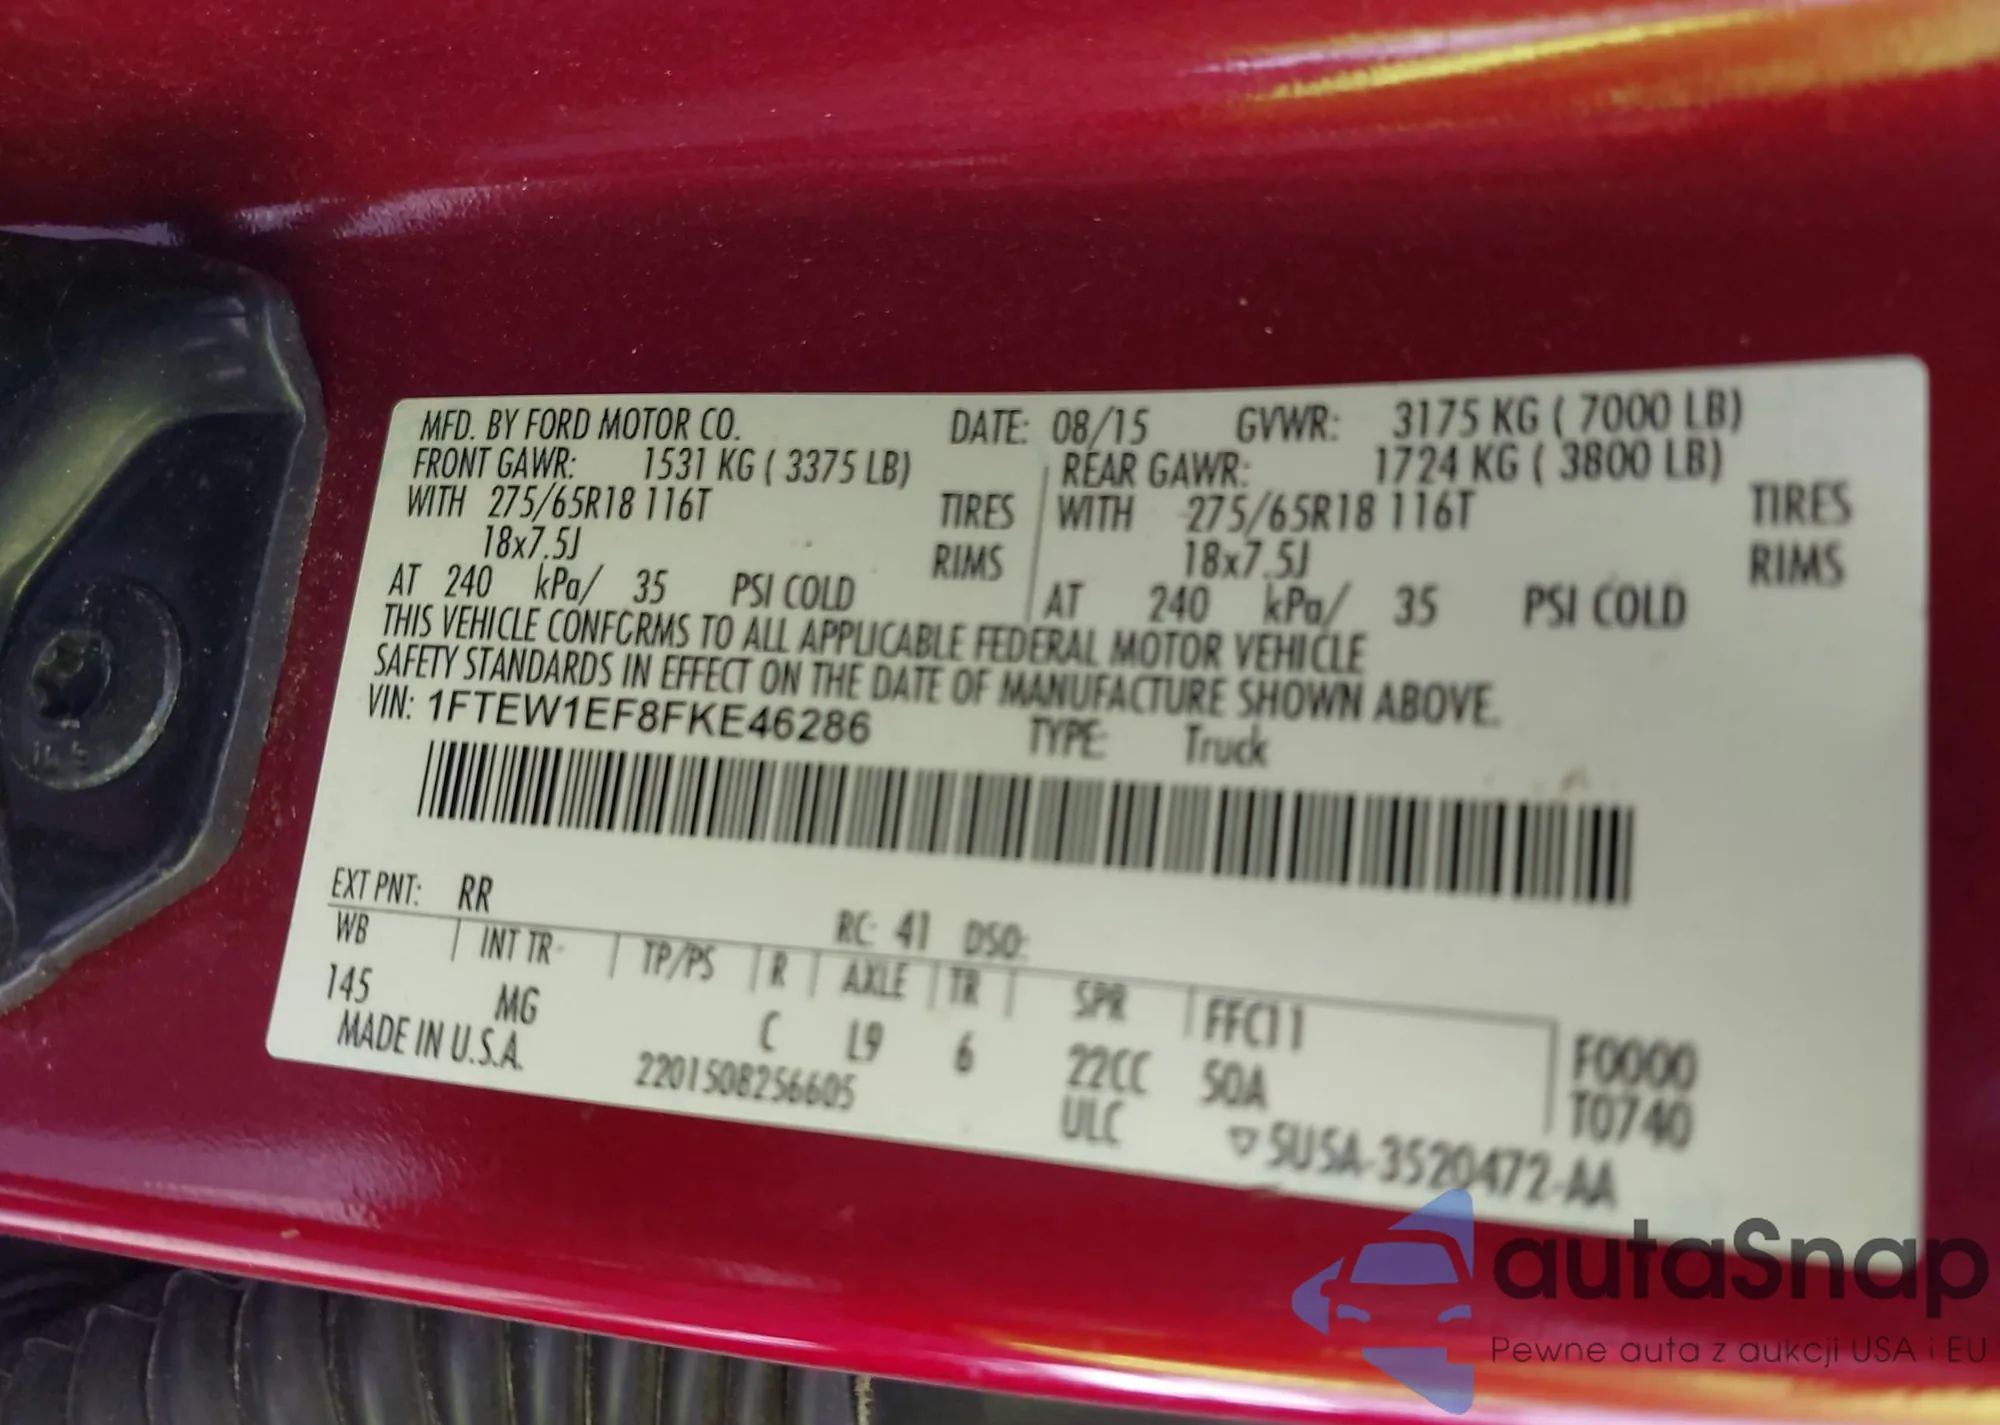 MFD. BY FORD MOTOR CO. DATE: 08/15 GVWR: 3175 KG ( 7000 LB)
FRONT GAWR: 1531 KG ( 3375 LB) REAR GAWR: 1724 KG ( 3800 LB)
WITH 275/65R18 116T TIRES WITH 275/65R18 116T TIRES
18x7.5J RIMS 18x7.5J RIMS
AT 240 kPa/ 35 PSI COLD AT 240 kPa/ 35 PSI COLD
THIS VEHICLE CONFORMS TO ALL APPLICABLE FEDERAL MOTOR VEHICLE
SAFETY STANDARDS IN EFFECT ON THE DATE OF MANUFACTURE SHOWN ABOVE.
VIN: 1FTEW1EF8FKE46286 TYPE: Truck
EXT PNT: RR RC: 41 DSO:
WB INT TR TP/PS R AXLE TR SPR FFC11 F0000
145 MG C L9 6 22CC 50A T0740
MADE IN U.S.A. 2201508256605 ULC ▽ SU5A-3520472-AA
autaSnap
Pewne auta z aukcji USA i EU